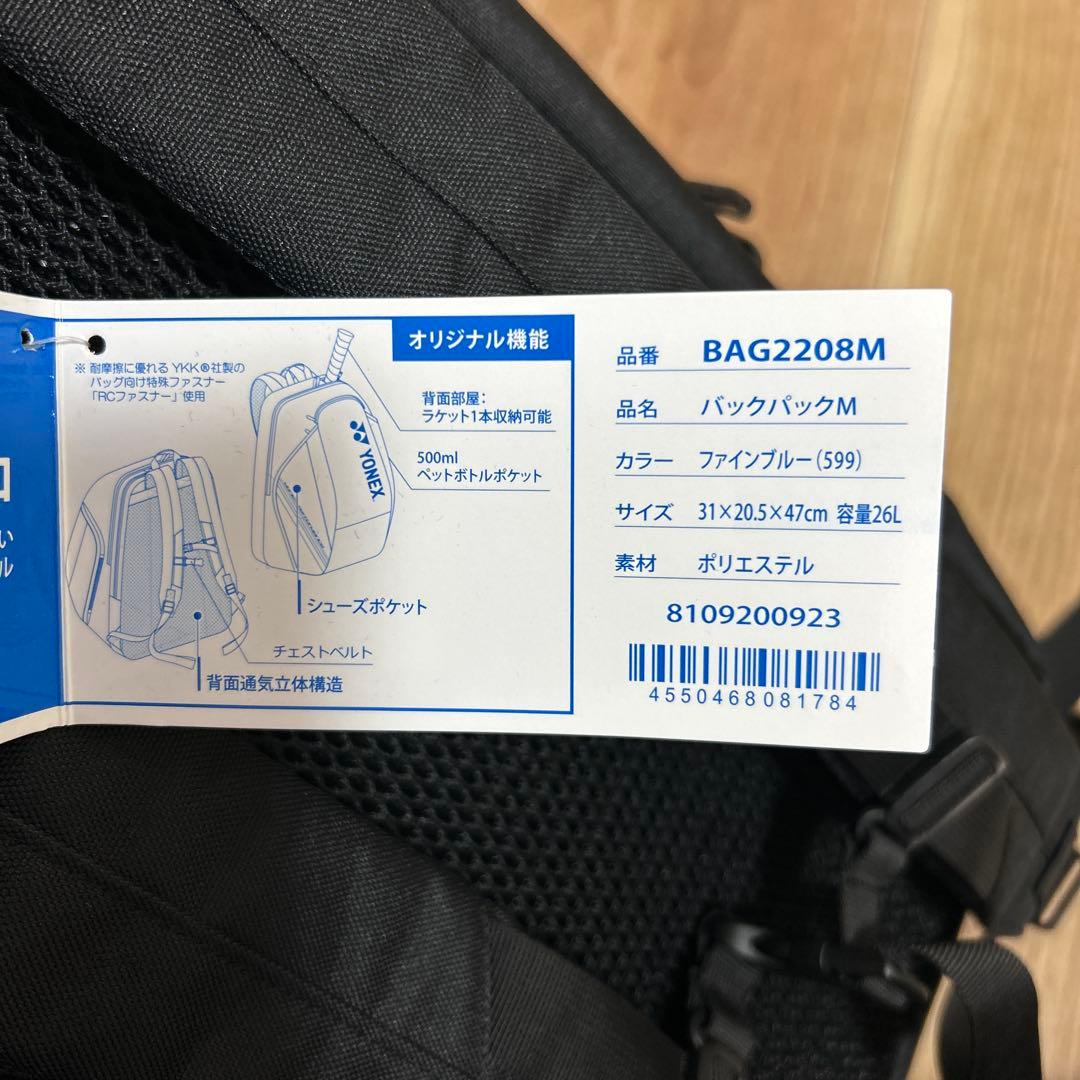 ※ 耐摩擦に優れる YKK®社製の
バッグ向け特殊ファスナー
「RCファスナー」使用
オリジナル機能
背面部屋：
ラケット1本収納可能
500ml
ペットボトルポケット
YONEX
シューズポケット
チェストベルト
背面通気立体構造
い
ル
品番 BAG2208M
品名 バックパックM
カラー ファインブルー(599)
サイズ 31×20.5×47cm 容量26L
素材 ポリエステル
8109200923
4550468081784